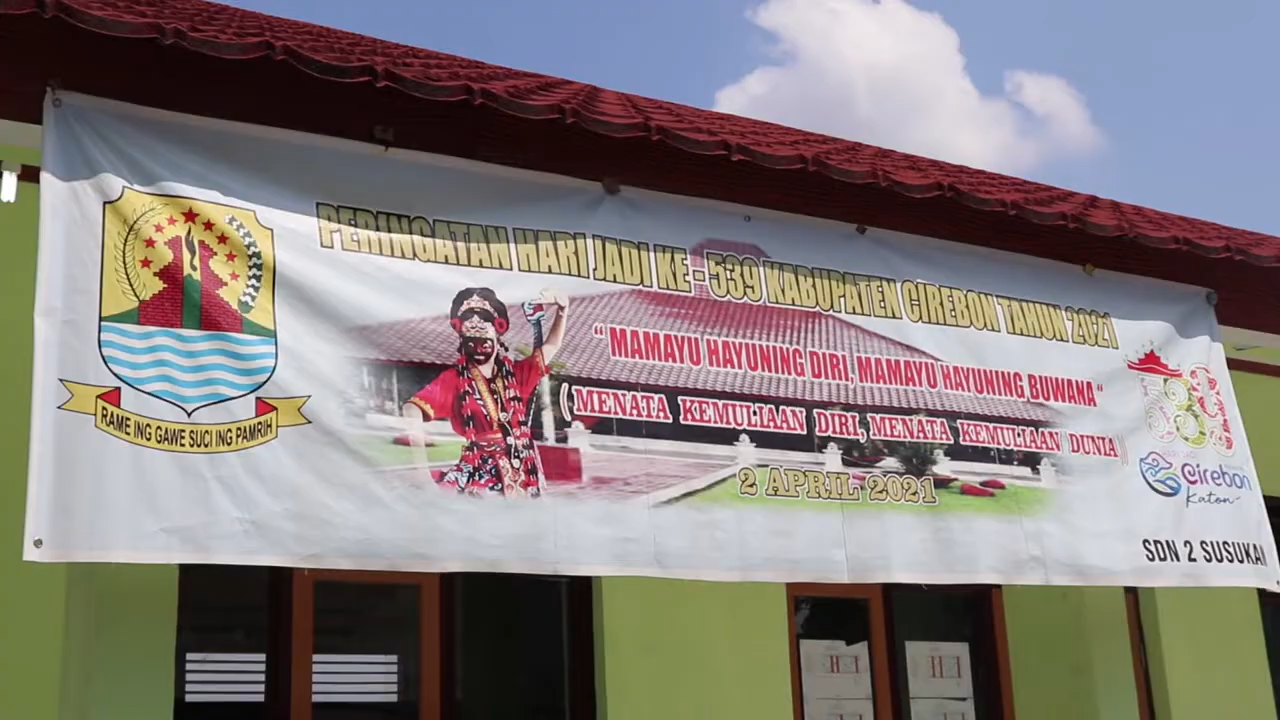 PERINGATAN HARI JADI KE - 539 KABUPATEN CIREBON TAHUN 2021
"MAMAYU HAYUNING DIRI, MAMAYU HAYUNING BUWANA"
(MENATA KEMULIAAN DIRI, MENATA KEMULIAAN DUNIA)
2 APRIL 2021
RAME ING GAWE SUCI ING PAMRIH
539
Cirebon
Katon
SDN 2 SUSUKAN